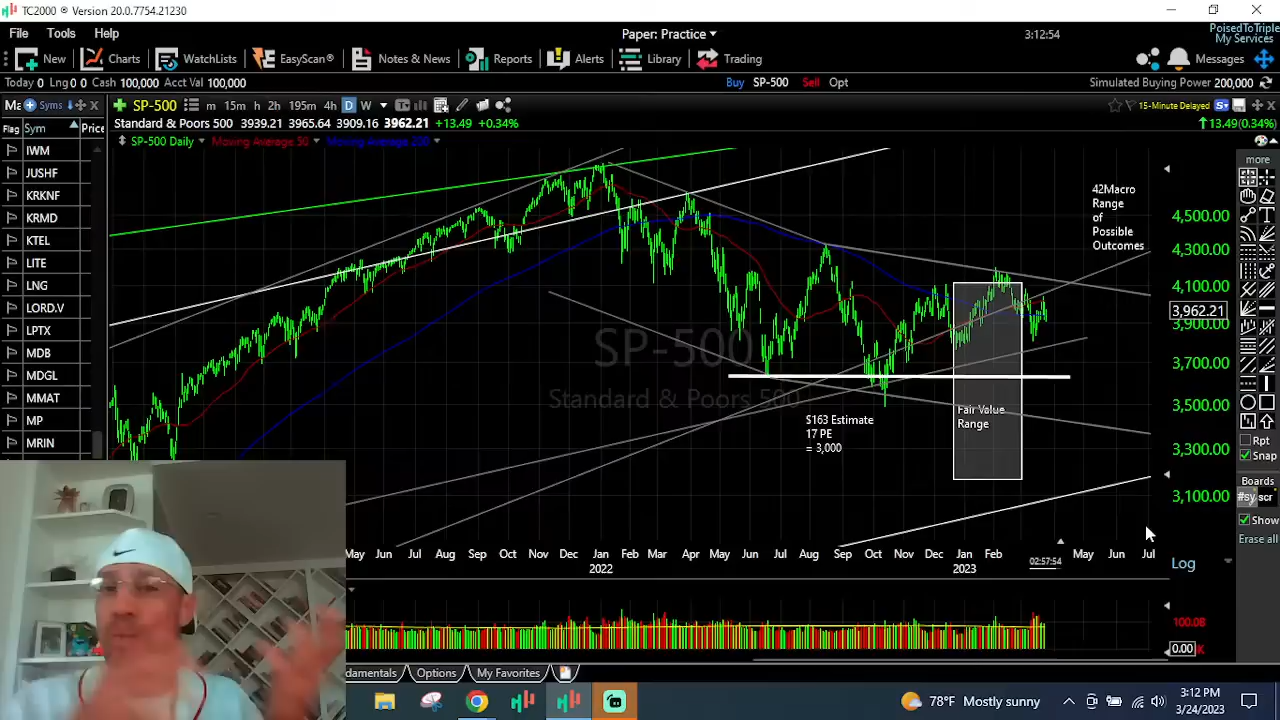 TC2000 ® Version 20.0.7754.21230
File Tools Help
Paper: Practice
3:12:54
PoisedToTriple
My Services
New Charts WatchLists EasyScan® Notes & News Reports Alerts Library Trading Messages
Today 0 Lng 0 Cash 100,000 Acct Val 100,000
Buy SP-500 Sell Opt
Simulated Buying Power 200,000
Syms
SP-500
m 15m h 2h 195m 4h D W
15-Minute Delayed
Flag Sym Price
Standard & Poors 500 3939.21 3965.64 3909.16 3962.21 +13.49 +0.34%
13.49(0.34%)
SP-500 Daily Moving Average 50 Moving Average 200
more
IWM
JUSHF
KRKNF
KRMD
KTEL
LITE
LNG
LORD.V
LPTX
MDB
MDGL
MMAT
MP
MRIN
42Macro
Range
of
Possible
Outcomes
4,500.00
4,300.00
4,100.00
3,962.21
3,900.00
3,700.00
3,500.00
3,300.00
3,100.00
SP-500
Standard & Poors 500
$163 Estimate
17 PE
= 3,000
Fair Value
Range
Rpt
Snap
Boards
Show
Erase all
May Jun Jul Aug Sep Oct Nov Dec Jan Feb Mar Apr May Jun Jul Aug Sep Oct Nov Dec Jan Feb May Jun Jul
2022
2023
02:57:54
Log
100.0B
0.00
Options
My Favorites
78°F Mostly sunny
3:12 PM
3/24/2023